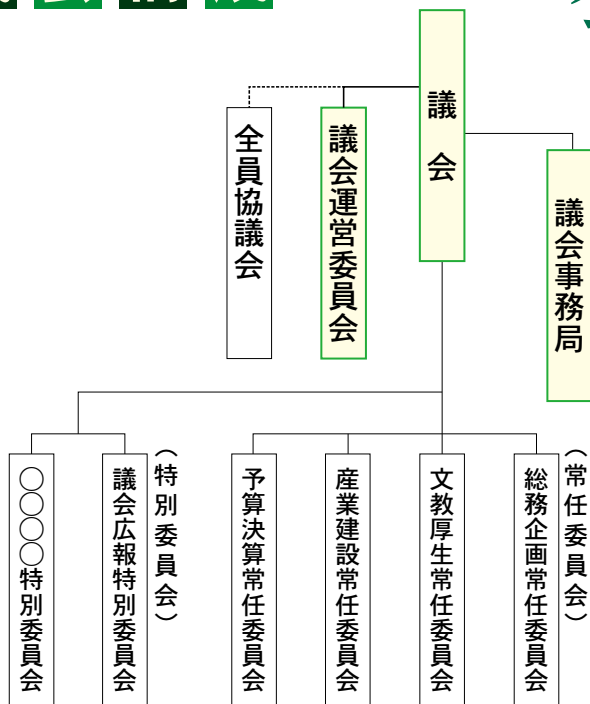 議会
議会事務局
議会運営委員会
全員協議会
（常任委員会）
総務企画常任委員会
文教厚生常任委員会
産業建設常任委員会
予算決算常任委員会
（特別委員会）
議会広報特別委員会
○○○○特別委員会